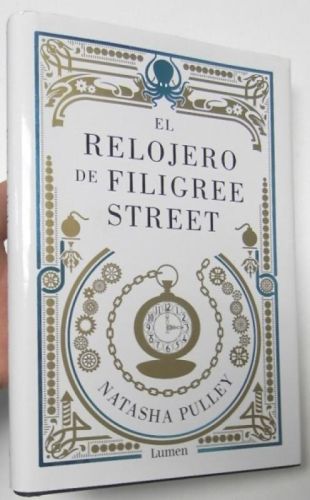 EL
RELOJERO
DE FILIGREE
STREET
NATASHA PULLEY
Lumen